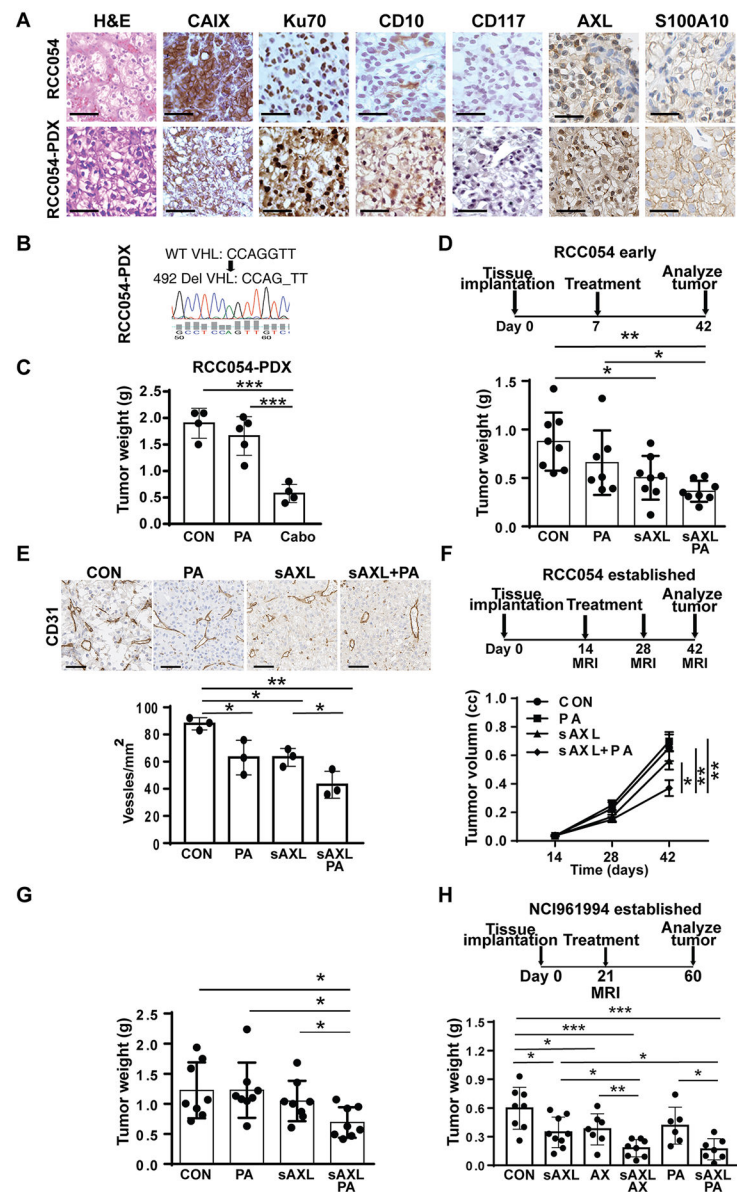 A
H&E CAIX Ku70 CD10 CD117 AXL S100A10
RCC054
RCC054-PDX
B
RCC054-PDX
WT VHL: CCAGGTT
492 Del VHL: CCAG_TT
G C C T C C A G T T G T C
50 60
C
RCC054-PDX
*** 
***
Tumor weight (g)
2.5
2.0
1.5
1.0
0.5
0.0
CON PA Cabo
D
RCC054 early
Tissue implantation Treatment Analyze tumor
Day 0 7 42
**
*
*
Tumor weight (g)
1.5
1.0
0.5
0.0
CON PA sAXL sAXL
PA
E
CON PA sAXL sAXL+PA
CD31
**
*
* *
Vessles/mm2
100
80
60
40
20
0
CON PA sAXL sAXL
PA
F
RCC054 established
Tissue implantation Treatment Analyze tumor
Day 0 14 28 42
MRI MRI MRI
Tummor volumn (cc)
1.0
0.8
0.6
0.4
0.2
0.0
CON
PA
sAXL
sAXL+PA
* ** **
14 28 42
Time (days)
G
*
*
*
Tumor weight (g)
2.5
2.0
1.5
1.0
0.5
0.0
CON PA sAXL sAXL
PA
H
NCI961994 established
Tissue implantation Treatment Analyze tumor
Day 0 21 60
MRI
***
***
*
* *
* *
**
Tumor weight (g)
1.5
1.2
0.9
0.6
0.3
0.0
CON sAXL AX sAXL PA sAXL
AX PA